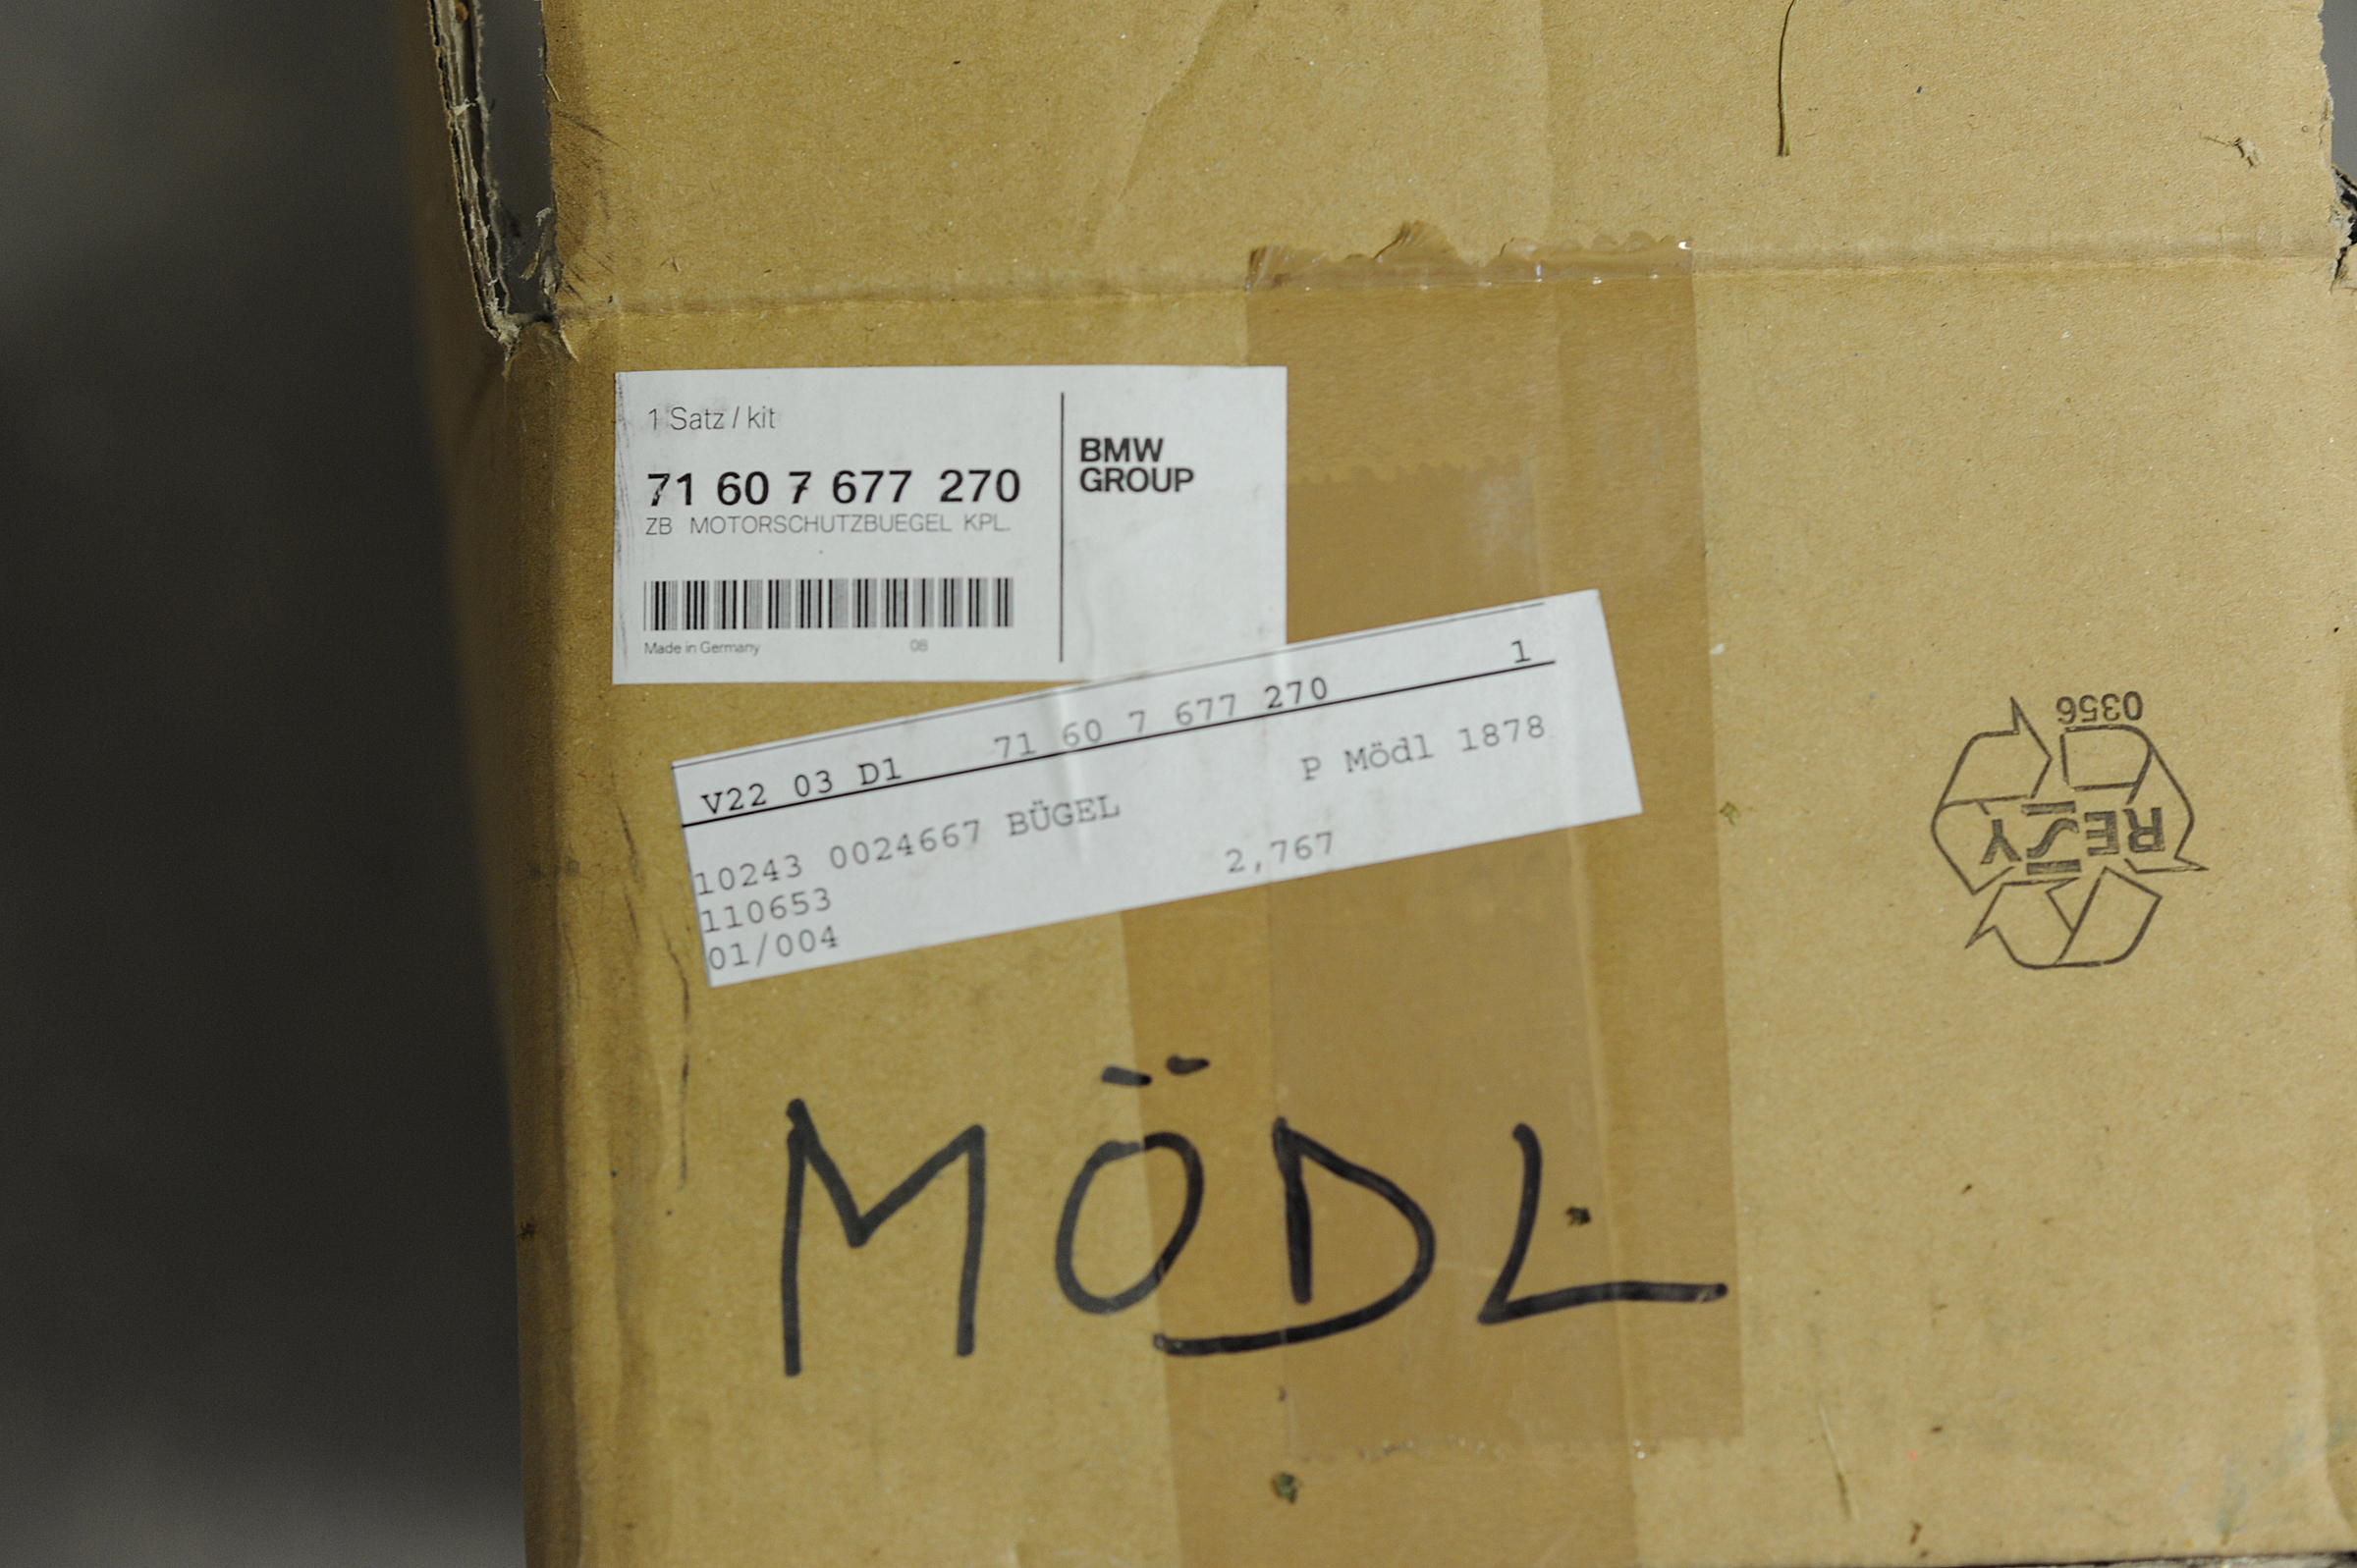 1 Satz / kit
71 60 7 677 270
ZB MOTORSCHUTZBUEGEL KPL.
Made in Germany 08
BMW
GROUP
V22 03 D1 71 60 7 677 270 1
10243 0024667 BÜGEL P Mödl 1878
110653 2,767
01/004
MÖDL
0356
RESY